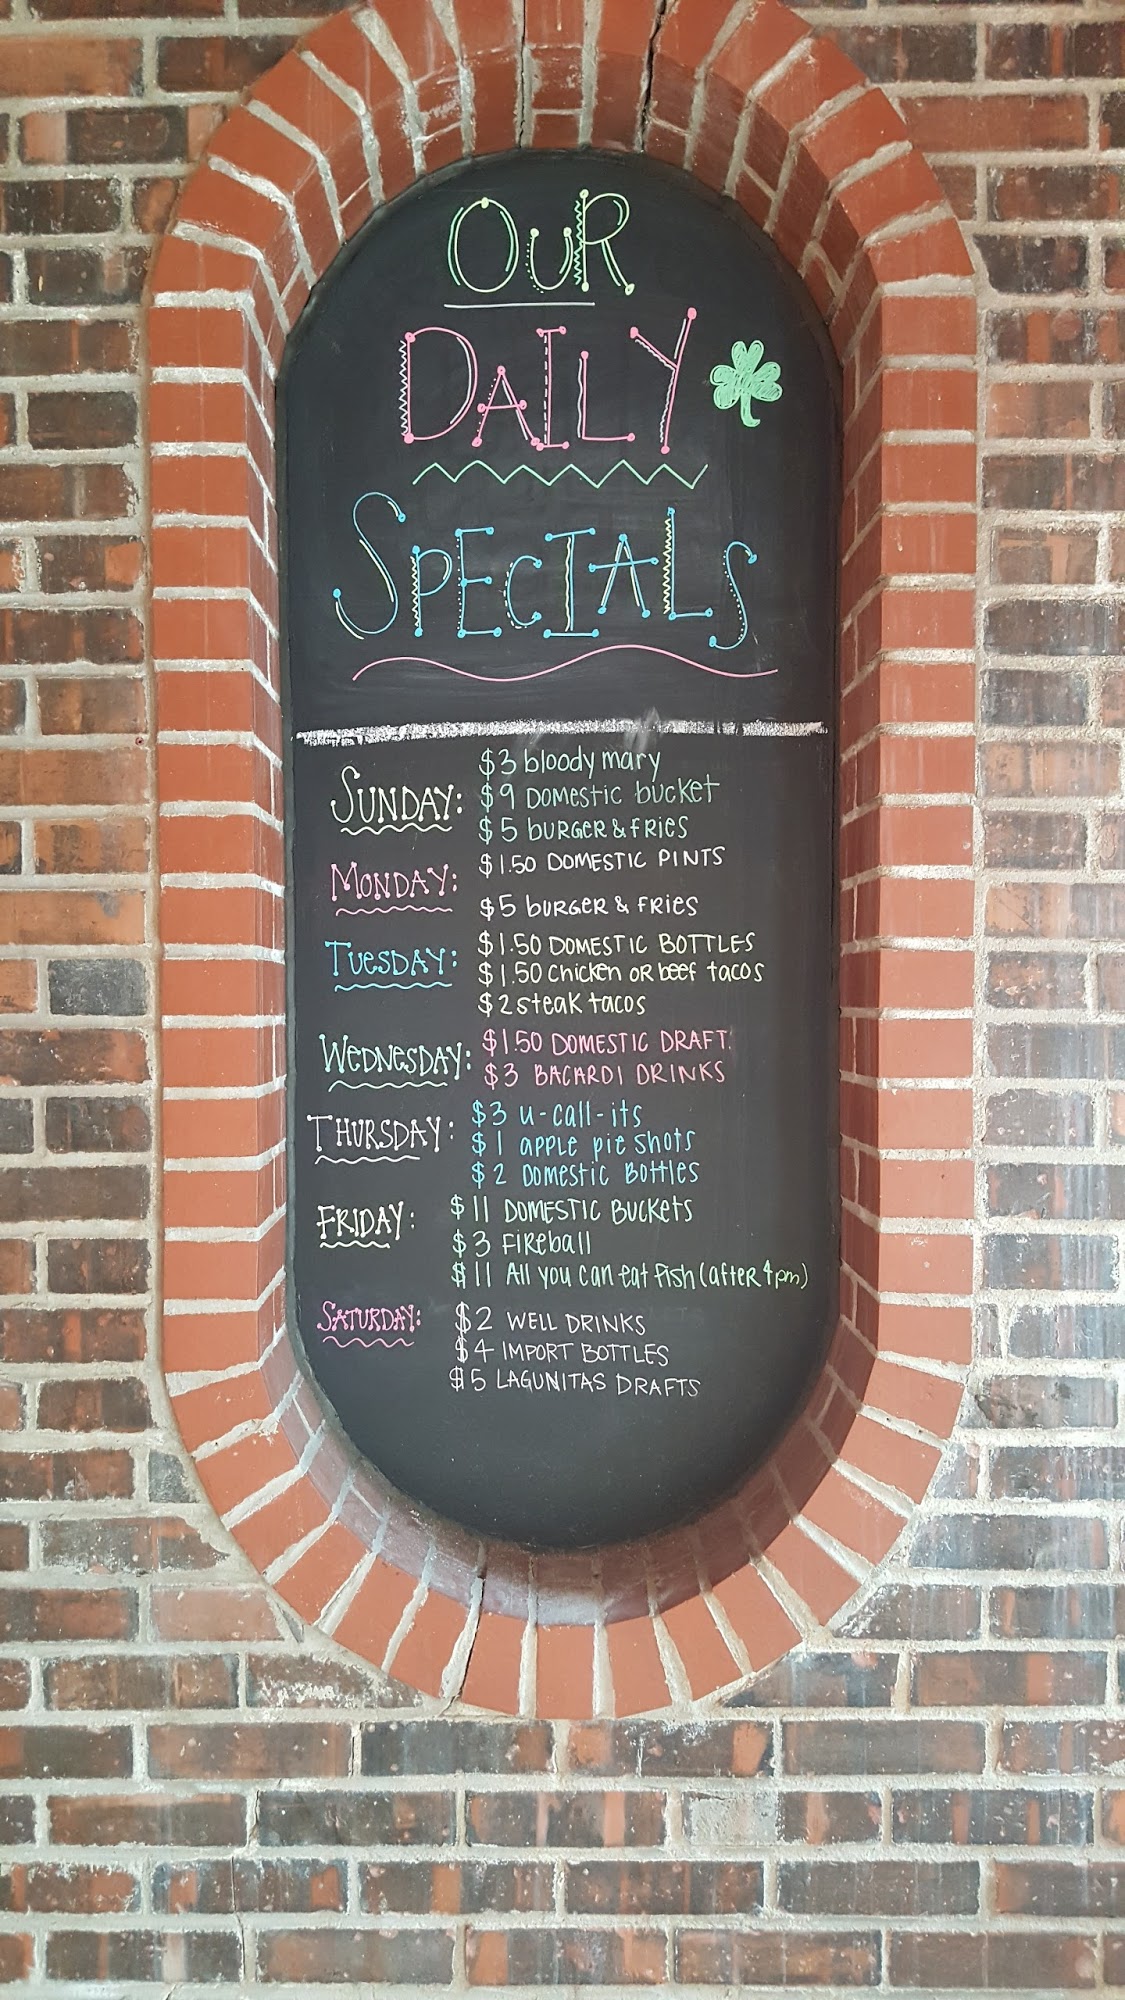 OuR
DAILY
SPECIALS
SUNDAY:
$3 bloody mary
$9 DOMESTIC bucket
$5 buRGER & fRIES
MONDAY:
$1.50 DOMESTIC PINTS
$5 buRGER & FRIES
TUESDAY:
$1.50 DOMESTIC BOTTLES
$1.50 chicken OR beef tacos
$2 steak tacos
WEDNESDAY:
$1.50 DOMESTIC DRAFT.
$3 BACARDI DRINKS
THURSDAY:
$3 u-call-its
$1 apple pie shots
$2 Domestic Bottles
FRIDAY:
$11 DOMESTIC BUCKETS
$3 FIREball
$11 All you can eat fish (after 4pm)
SATURDAY:
$2 WELL DRINKS
$4 IMPORT BOTTLES
$5 LAGUNITAS DRAFTS